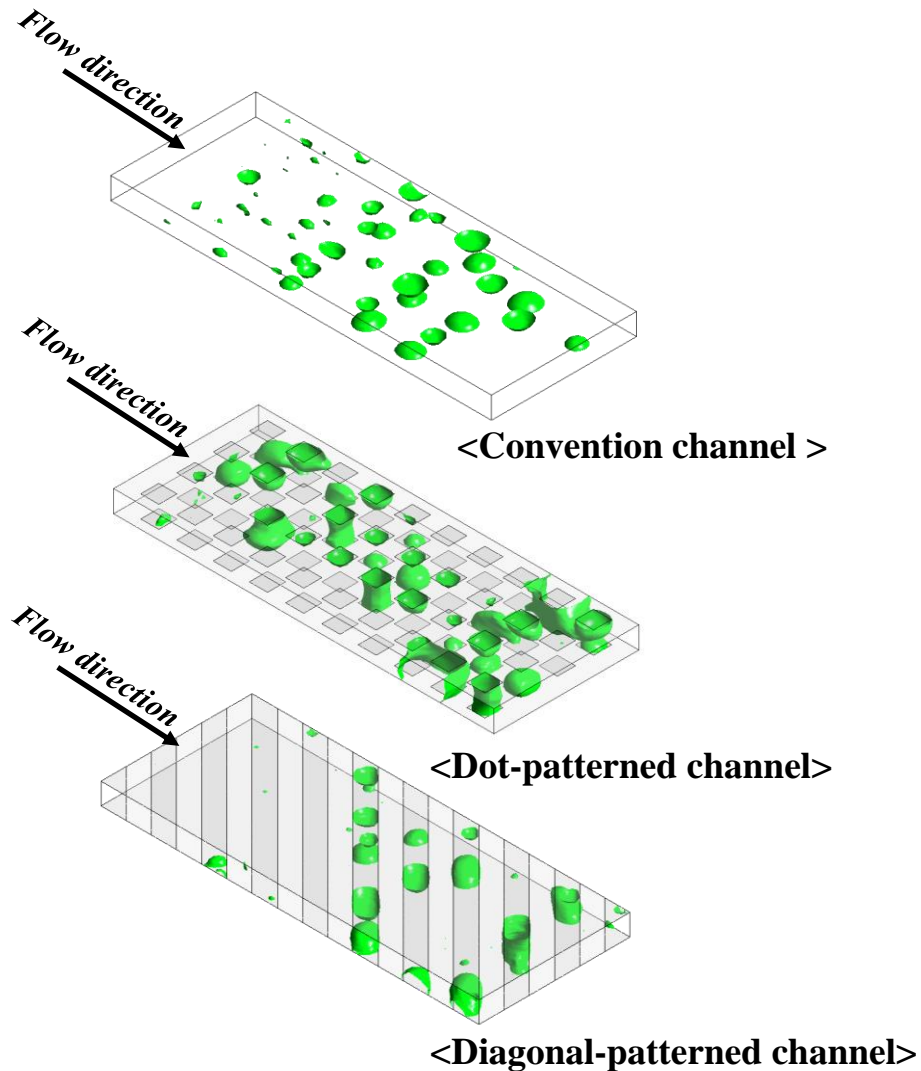 Flow direction
<Convention channel >
Flow direction
<Dot-patterned channel>
Flow direction
<Diagonal-patterned channel>